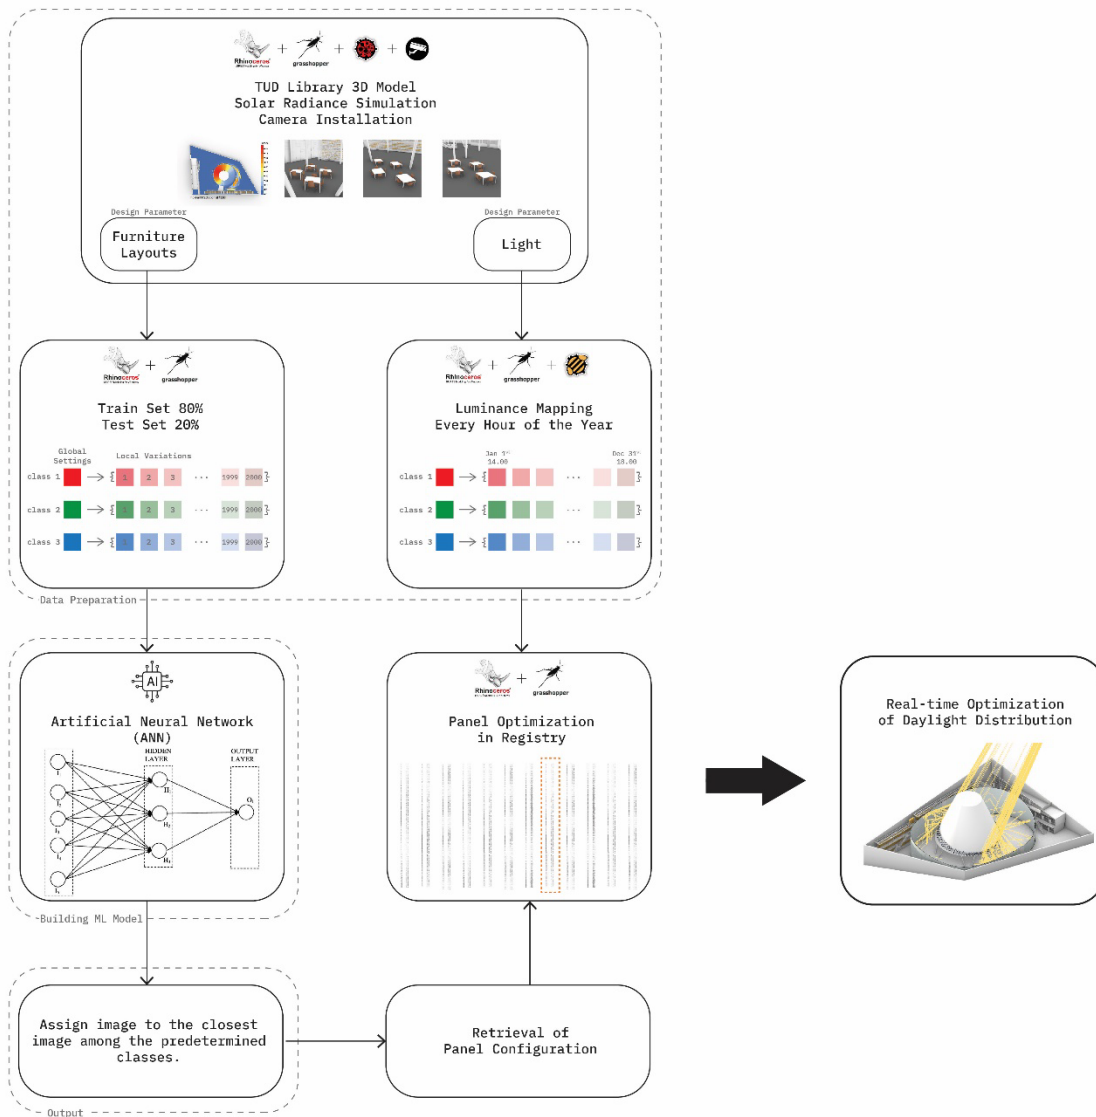 Rhinoceros
grasshopper
TUD Library 3D Model
Solar Radiance Simulation
Camera Installation
Design Parameter
Furniture
Layouts
Design Parameter
Light
Rhinoceros
grasshopper
Train Set 80%
Test Set 20%
Global
Settings
Local Variations
class 1
{ 1 2 3 ... 1999 2000 }
class 2
{ 1 2 3 ... 1999 2000 }
class 3
{ 1 2 3 ... 1999 2000 }
Rhinoceros
grasshopper
Luminance Mapping
Every Hour of the Year
Jan 1st
14.00
Dec 31st
18.00
class 1
{ ... }
class 2
{ ... }
class 3
{ ... }
Data Preparation
AI
Artificial Neural Network
(ANN)
HIDDEN
LAYER
OUTPUT
LAYER
Building ML Model
Rhinoceros
grasshopper
Panel Optimization
in Registry
Real-time Optimization
of Daylight Distribution
Assign image to the closest
image among the predetermined
classes.
Output
Retrieval of
Panel Configuration